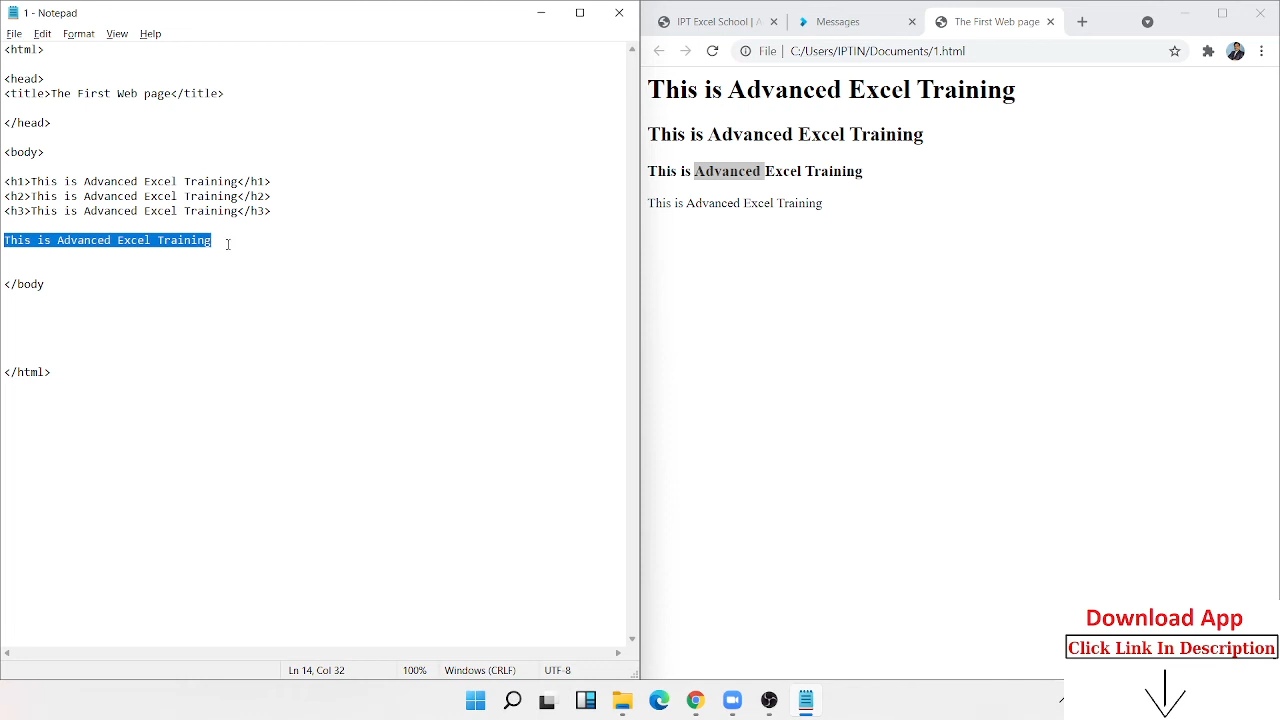 1 - Notepad
File Edit Format View Help
<html>
<head>
<title>The First Web page</title>
</head>
<body>
<h1>This is Advanced Excel Training</h1>
<h2>This is Advanced Excel Training</h2>
<h3>This is Advanced Excel Training</h3>
This is Advanced Excel Training
</body
</html>
Ln 14, Col 32 100% Windows (CRLF) UTF-8
IPT Excel School | A Messages The First Web page
File C:/Users/IPTIN/Documents/1.html
This is Advanced Excel Training
This is Advanced Excel Training
This is Advanced Excel Training
This is Advanced Excel Training
Download App
Click Link In Description